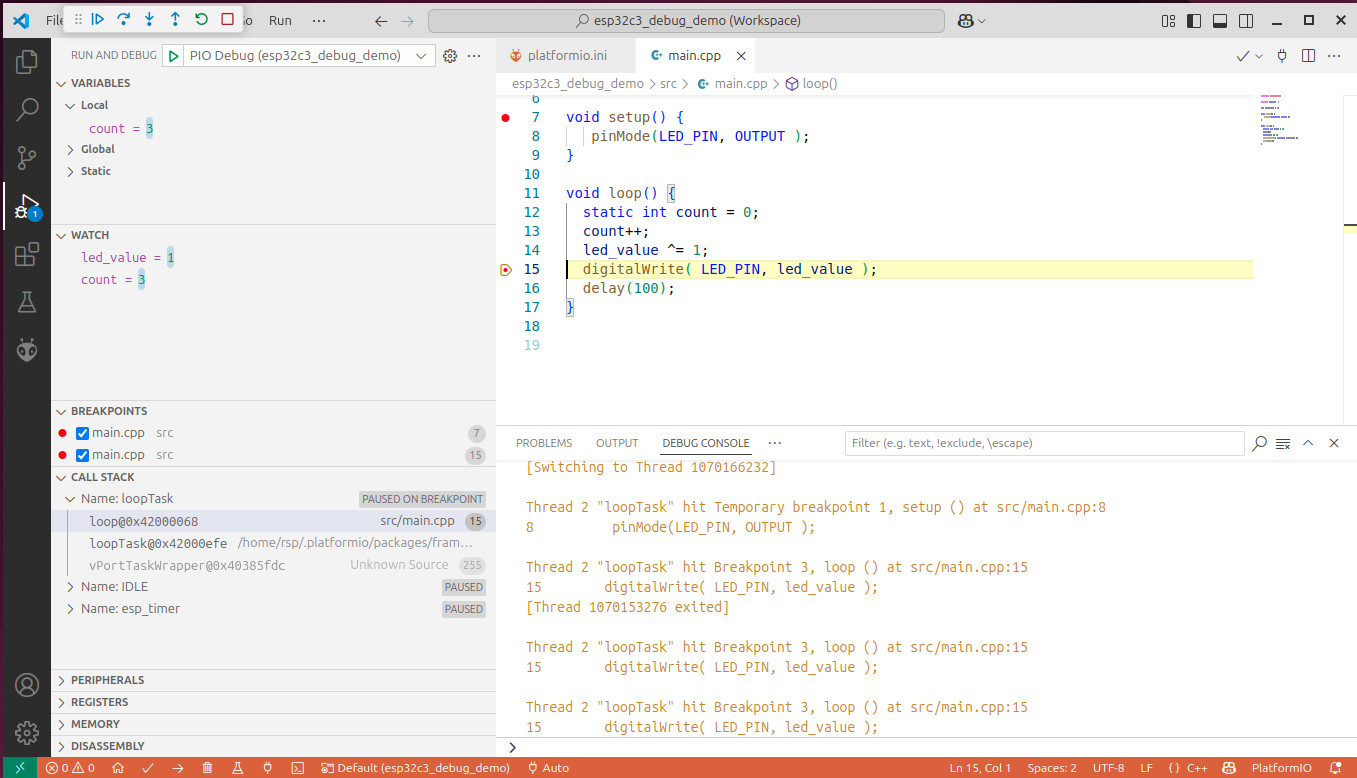 File
Go
Run
esp32c3_debug_demo (Workspace)
RUN AND DEBUG
PIO Debug (esp32c3_debug_demo)
VARIABLES
Local
count = 3
Global
Static
WATCH
led_value = 1
count = 3
BREAKPOINTS
main.cpp src 7
main.cpp src 15
CALL STACK
Name: loopTask PAUSED ON BREAKPOINT
loop@0x42000068 src/main.cpp 15
loopTask@0x42000efe /home/rsp/.platformio/packages/fram…
vPortTaskWrapper@0x40385fdc Unknown Source 255
Name: IDLE PAUSED
Name: esp_timer PAUSED
PERIPHERALS
REGISTERS
MEMORY
DISASSEMBLY
1
platformio.ini
main.cpp
esp32c3_debug_demo > src > main.cpp > loop()
6
7 void setup() {
8 pinMode(LED_PIN, OUTPUT );
9 }
10
11 void loop() {
12 static int count = 0;
13 count++;
14 led_value ^= 1;
15 digitalWrite( LED_PIN, led_value );
16 delay(100);
17 }
18
19
PROBLEMS OUTPUT DEBUG CONSOLE
Filter (e.g. text, !exclude, \escape)
[Switching to Thread 1070166232]
Thread 2 "loopTask" hit Temporary breakpoint 1, setup () at src/main.cpp:8
8 pinMode(LED_PIN, OUTPUT );
Thread 2 "loopTask" hit Breakpoint 3, loop () at src/main.cpp:15
15 digitalWrite( LED_PIN, led_value );
[Thread 1070153276 exited]
Thread 2 "loopTask" hit Breakpoint 3, loop () at src/main.cpp:15
15 digitalWrite( LED_PIN, led_value );
Thread 2 "loopTask" hit Breakpoint 3, loop () at src/main.cpp:15
15 digitalWrite( LED_PIN, led_value );
0 0 Default (esp32c3_debug_demo) Auto
Ln 15, Col 1 Spaces: 2 UTF-8 LF {} C++ PlatformIO